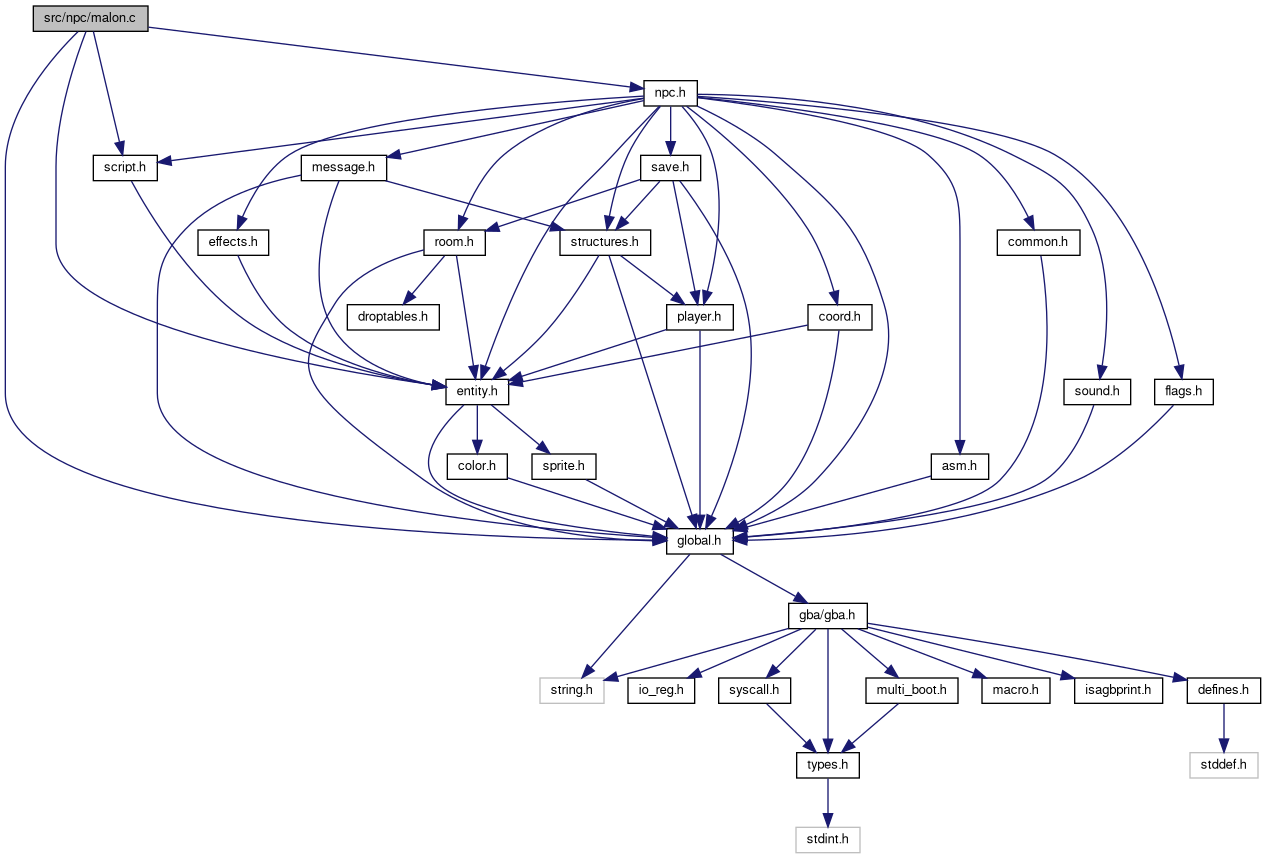 src/npc/malon.c
npc.h
script.h
message.h
save.h
effects.h
room.h
structures.h
common.h
droptables.h
player.h
coord.h
entity.h
sound.h
flags.h
color.h
sprite.h
asm.h
global.h
gba/gba.h
string.h
io_reg.h
syscall.h
multi_boot.h
macro.h
isagbprint.h
defines.h
types.h
stddef.h
stdint.h